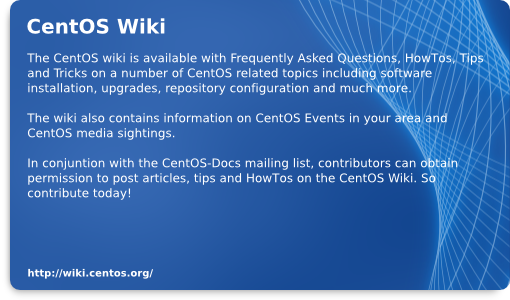 CentOS Wiki
The CentOS wiki is available with Frequently Asked Questions, HowTos, Tips
and Tricks on a number of CentOS related topics including software
installation, upgrades, repository configuration and much more.
The wiki also contains information on CentOS Events in your area and
CentOS media sightings.
In conjuntion with the CentOS-Docs mailing list, contributors can obtain
permission to post articles, tips and HowTos on the CentOS Wiki. So
contribute today!
http://wiki.centos.org/